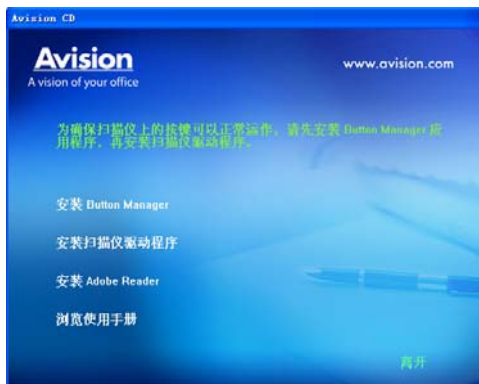 Avision CD
Avision
www.avision.com
A vision of your office
为确保扫描仪上的按键可以正常运作，请先安装 Button Manager 应
用程序，再安装扫描仪驱动程序。
安装 Button Manager
安装扫描仪驱动程序
安装 Adobe Reader
浏览使用手册
离开